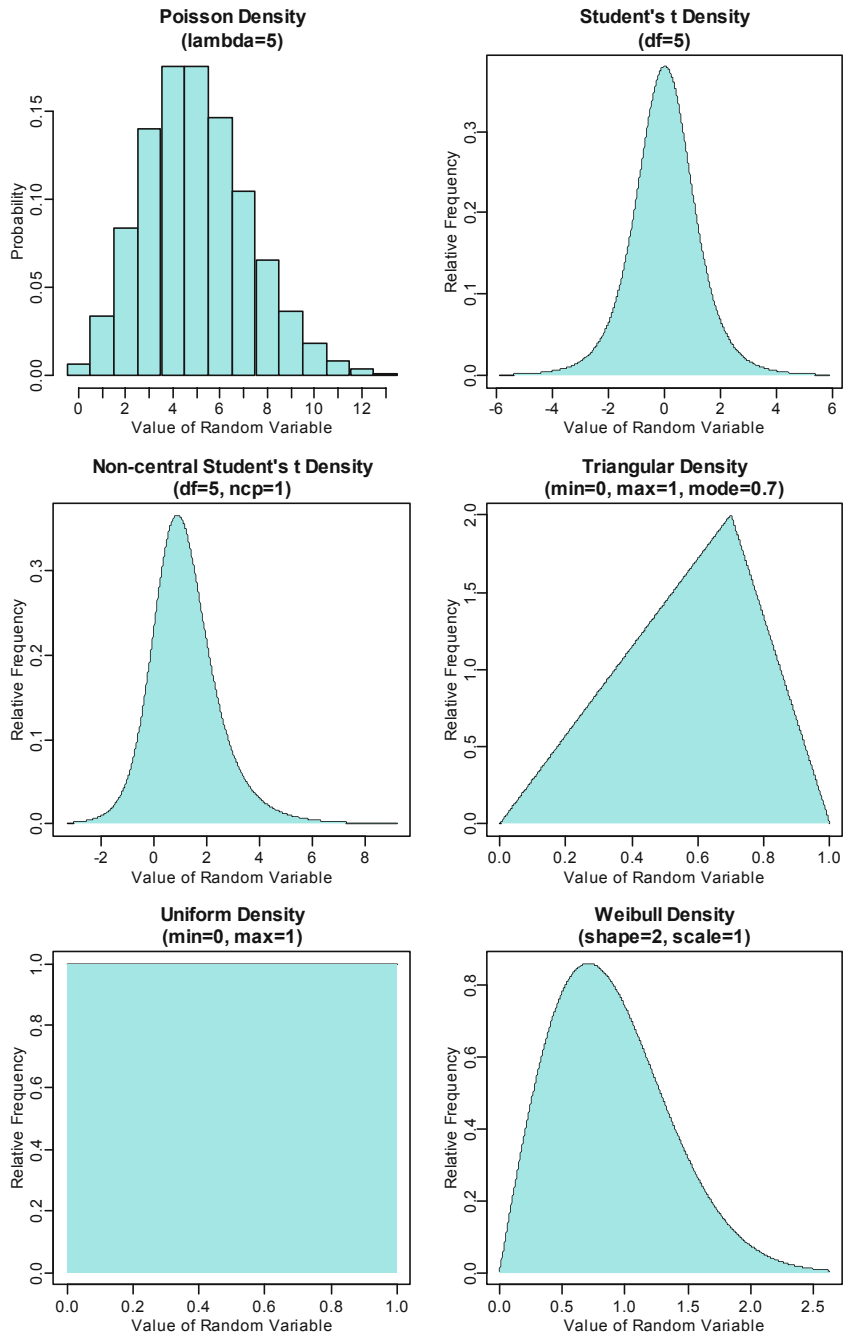 Poisson Density
(lambda=5)
Probability
0.00 0.05 0.10 0.15
0 2 4 6 8 10 12
Value of Random Variable
Student's t Density
(df=5)
Relative Frequency
0.0 0.1 0.2 0.3
-6 -4 -2 0 2 4 6
Value of Random Variable
Non-central Student's t Density
(df=5, ncp=1)
Relative Frequency
0.0 0.1 0.2 0.3
-2 0 2 4 6 8
Value of Random Variable
Triangular Density
(min=0, max=1, mode=0.7)
Relative Frequency
0.0 0.5 1.0 1.5 2.0
0.0 0.2 0.4 0.6 0.8 1.0
Value of Random Variable
Uniform Density
(min=0, max=1)
Relative Frequency
0.0 0.2 0.4 0.6 0.8 1.0
0.0 0.2 0.4 0.6 0.8 1.0
Value of Random Variable
Weibull Density
(shape=2, scale=1)
Relative Frequency
0.0 0.2 0.4 0.6 0.8
0.0 0.5 1.0 1.5 2.0 2.5
Value of Random Variable